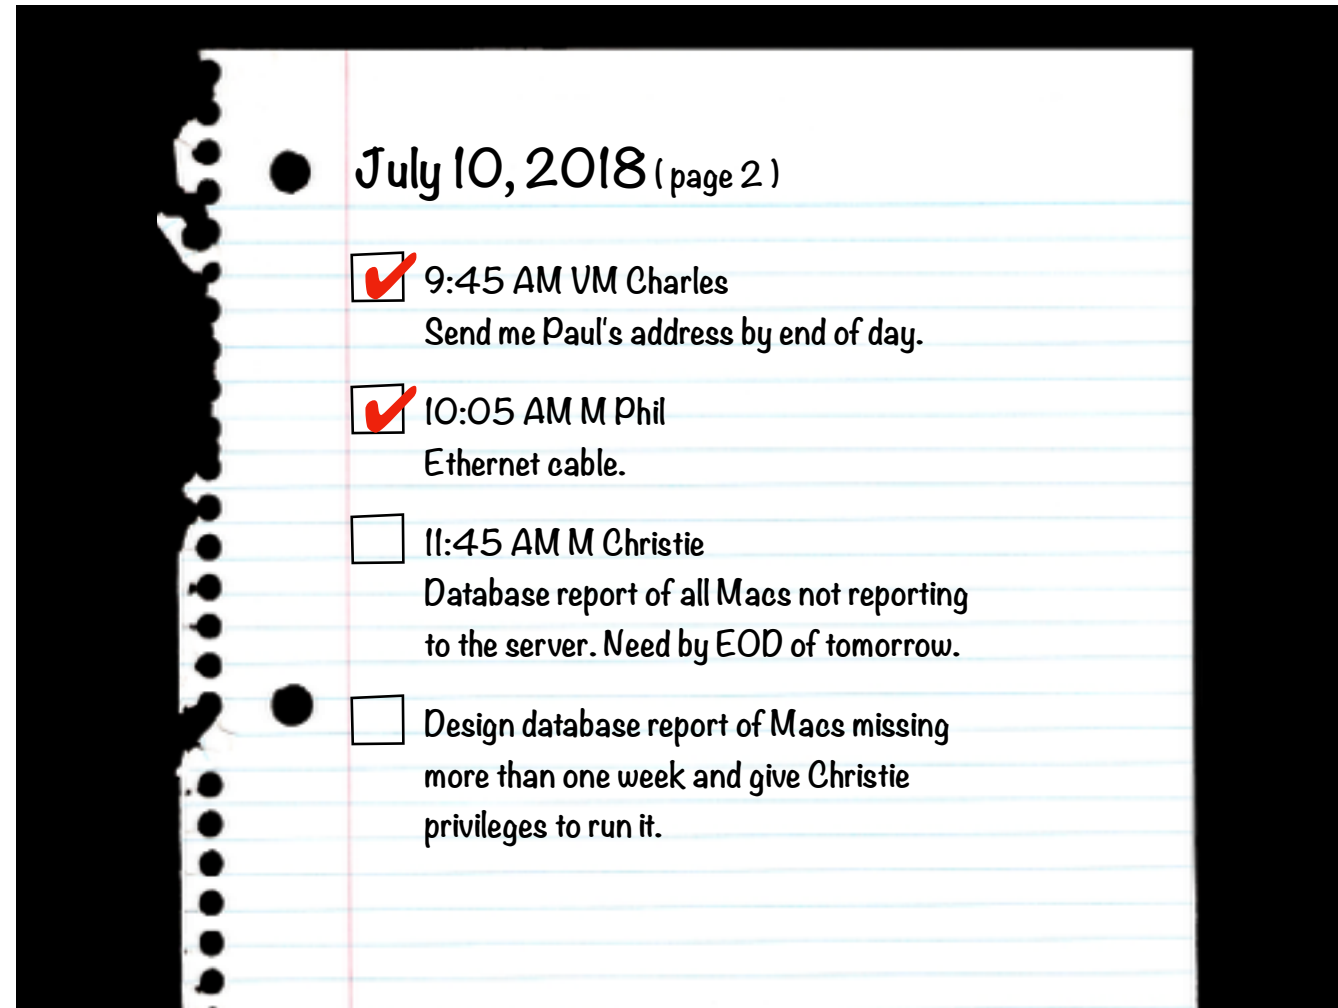 July 10, 2018 ( page 2 )
9:45 AM VM Charles
Send me Paul's address by end of day.
10:05 AM M Phil
Ethernet cable.
11:45 AM M Christie
Database report of all Macs not reporting
to the server. Need by EOD of tomorrow.
Design database report of Macs missing
more than one week and give Christie
privileges to run it.